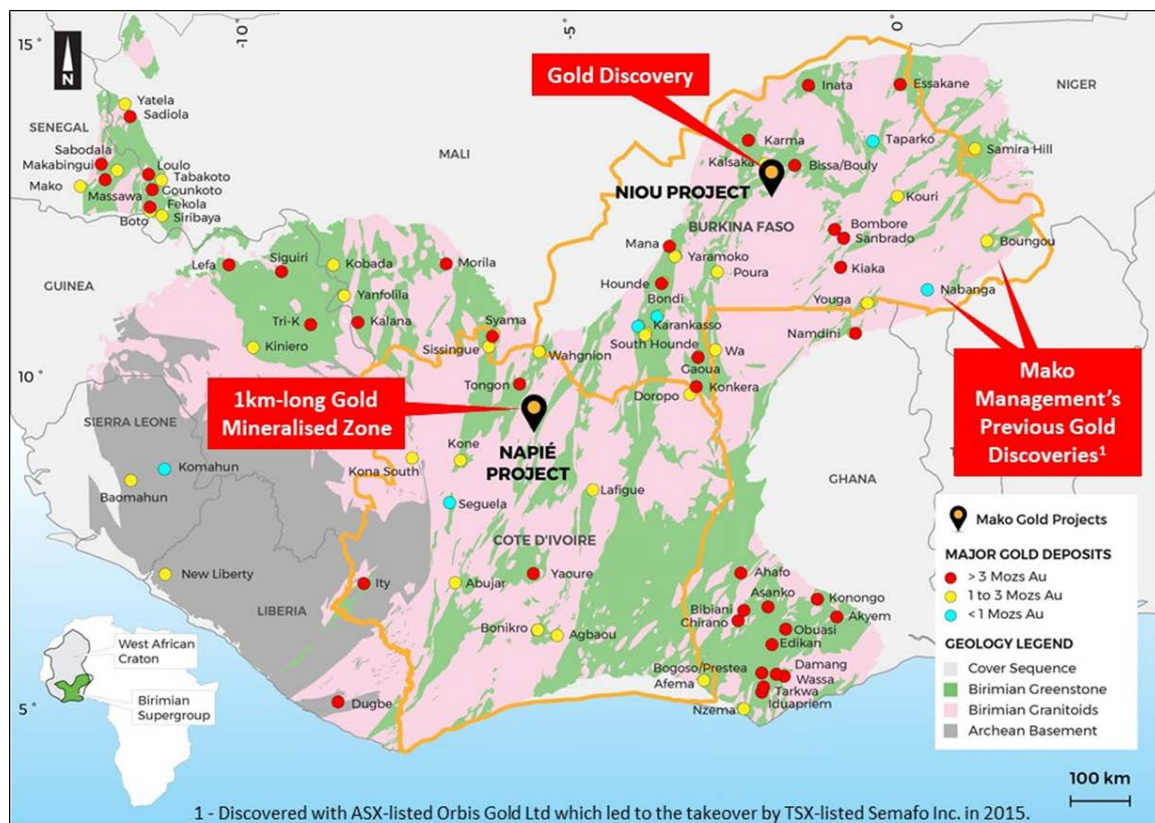 15°
-10°
-5°
0°
N
Gold Discovery
Inata
Essakane
NIGER
Yatela
Sadiola
SENEGAL
Sabodala
Makabingui
Loulo
Tabakoto
Mako
Massawa
Gounkoto
Fekola
Boto
Siribaya
MALI
Karma
Taparko
Samira Hill
Kalsaka
Bissa/Bouly
NIOU PROJECT
Kouri
BURKINA FASO
Bombore
Sanbrado
Boungou
Mana
Yaramoko
Poura
Kiaka
Lefa
Siguiri
Kobada
Morila
GUINEA
Hounde
Bondi
Nabanga
Yanfolila
Youga
Tri-K
Kalana
Syama
Karankasso
South Hounde
Namdini
Kiniero
Sissingue
Wahgnion
Wa
Gaoua
10°
Tongon
Konkera
Doropo
1km-long Gold
Mineralised Zone
Mako
Management's
Previous Gold
Discoveries¹
SIERRA LEONE
NAPIÉ
PROJECT
Kone
Kona South
Komahun
GHANA
Baomahun
Seguela
Lafigue
COTE D'IVOIRE
New Liberty
Ity
LIBERIA
Abujar
Yaoure
Ahafo
Asanko
Konongo
Bibiani
Chirano
Akyem
Obuasi
Edikan
Bonikro
Agbaou
Bogoso/Prestea
Damang
Afema
Wassa
Tarkwa
Iduapriem
Dugbe
Nzema
5°
West African
Craton
Birimian
Supergroup
Mako Gold Projects
MAJOR GOLD DEPOSITS
> 3 Mozs Au
1 to 3 Mozs Au
<1 Mozs Au
GEOLOGY LEGEND
Cover Sequence
Birimian Greenstone
Birimian Granitoids
Archean Basement
100 km
1 - Discovered with ASX-listed Orbis Gold Ltd which led to the takeover by TSX-listed Semafo Inc. in 2015.